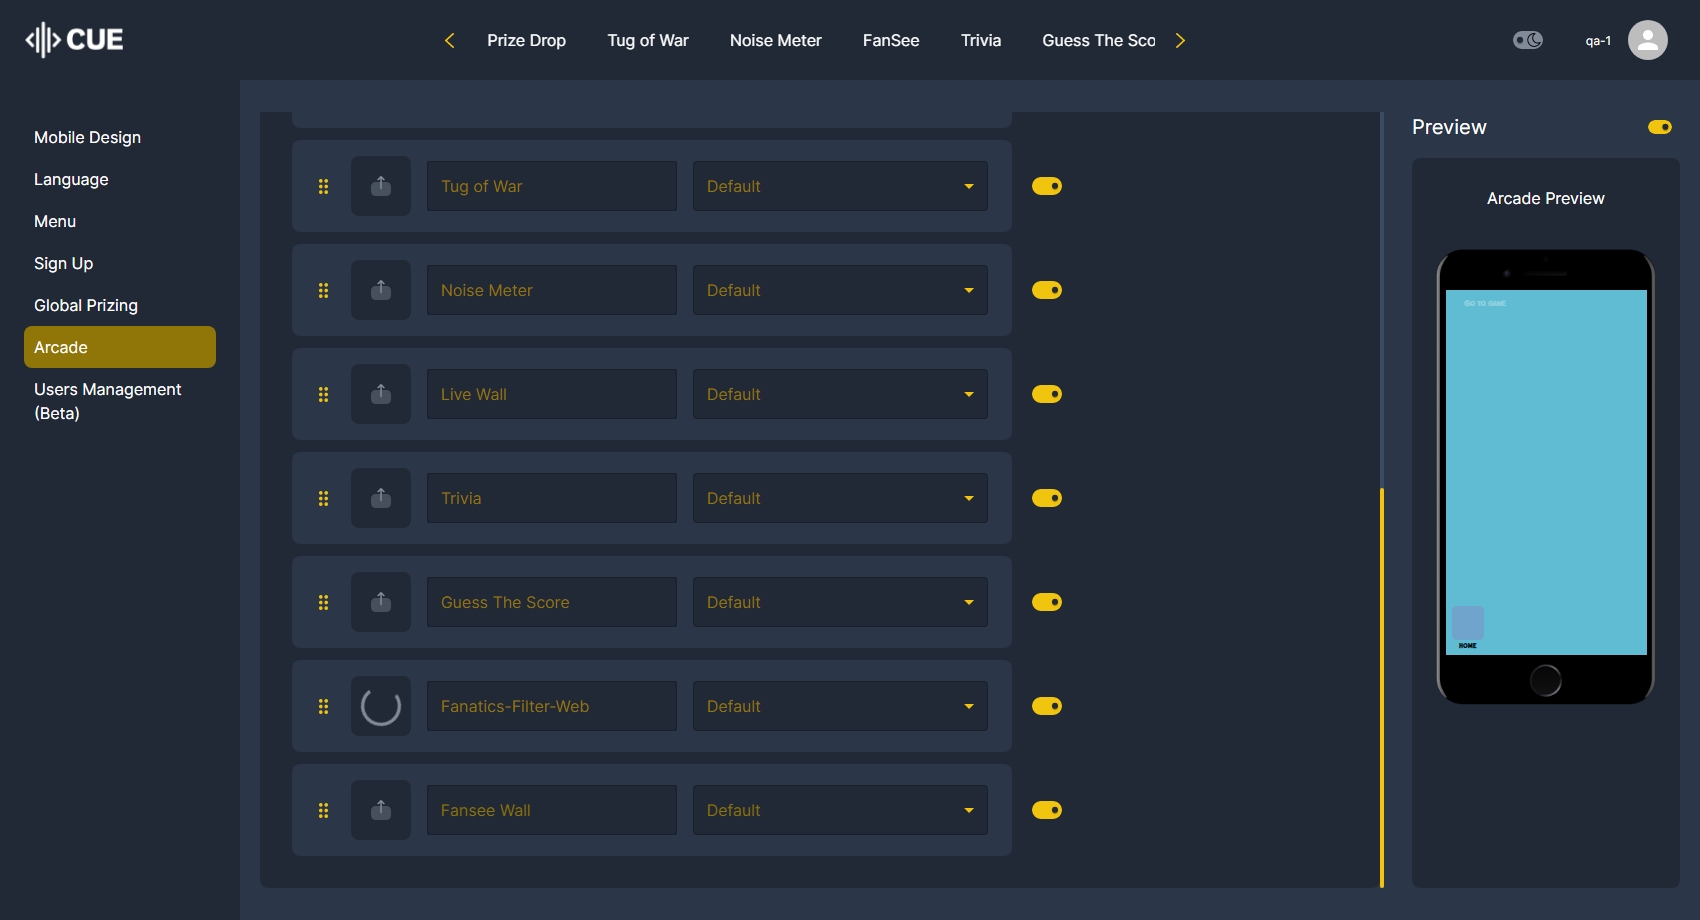 CUE
Prize Drop
Tug of War
Noise Meter
FanSee
Trivia
Guess The Sco
qa-1
Mobile Design
Language
Menu
Sign Up
Global Prizing
Arcade
Users Management
(Beta)
Tug of War
Default
Noise Meter
Default
Live Wall
Default
Trivia
Default
Guess The Score
Default
Fanatics-Filter-Web
Default
Fansee Wall
Default
Preview
Arcade Preview
GO TO GAME
HOME